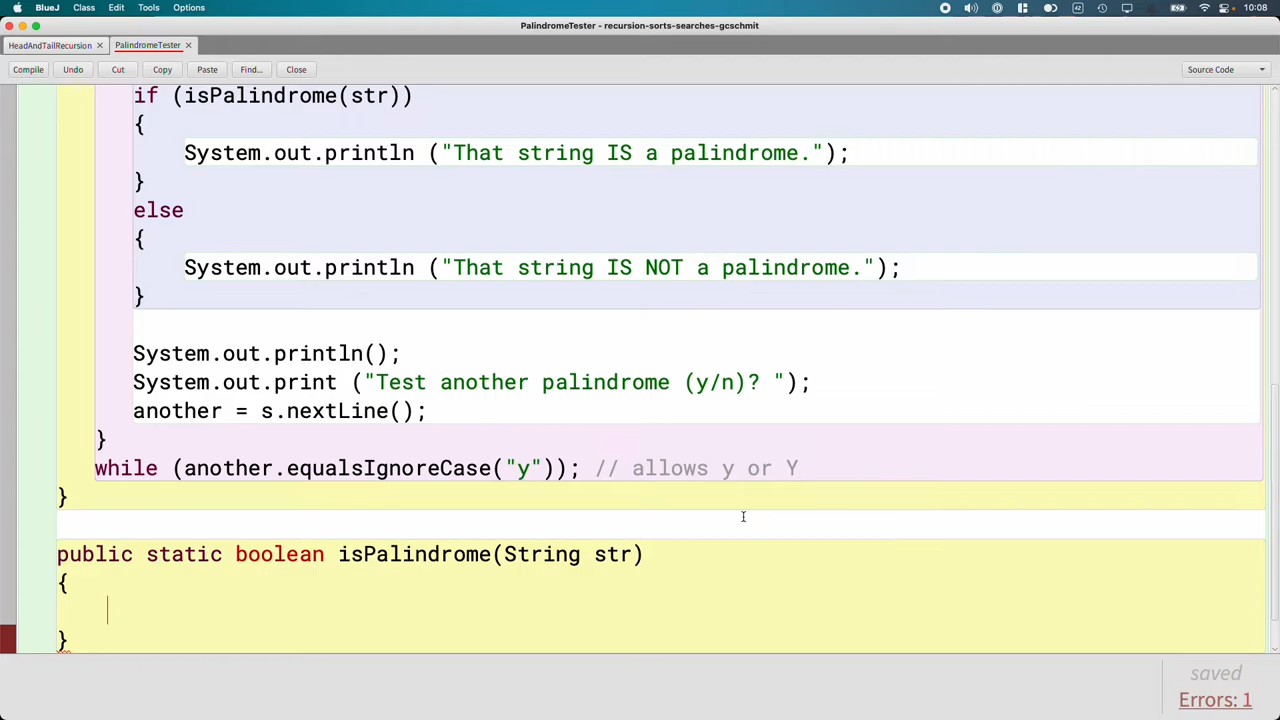 BlueJ Class Edit Tools Options 10:08
PalindromeTester - recursion-sorts-searches-gcschmit
HeadAndTailRecursion PalindromeTester
Compile Undo Cut Copy Paste Find... Close Source Code
if (isPalindrome(str))
{
System.out.println ("That string IS a palindrome.");
}
else
{
System.out.println ("That string IS NOT a palindrome.");
}
System.out.println();
System.out.print ("Test another palindrome (y/n)? ");
another = s.nextLine();
}
while (another.equalsIgnoreCase("y")); // allows y or Y
}
public static boolean isPalindrome(String str)
{
}
saved
Errors: 1